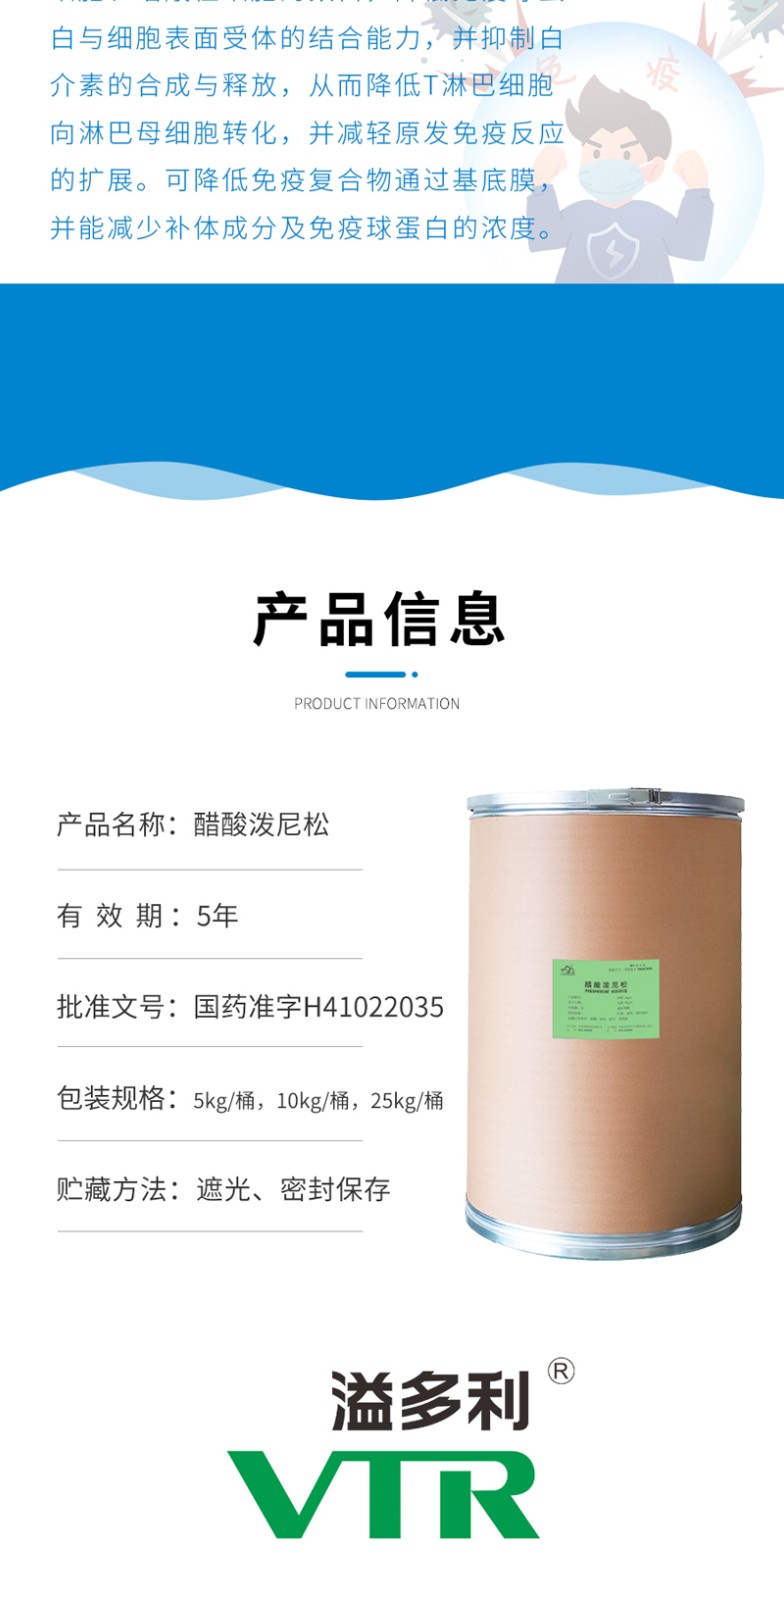 白与细胞表面受体的结合能力，并抑制白
介素的合成与释放，从而降低T淋巴细胞
向淋巴母细胞转化，并减轻原发免疫反应
的扩展。可降低免疫复合物通过基底膜，
并能减少补体成分及免疫球蛋白的浓度。
免 疫
产品信息
PRODUCT INFORMATION
产品名称：醋酸泼尼松
有 效 期：5年
批准文号：国药准字H41022035
包装规格：5kg/桶，10kg/桶，25kg/桶
贮藏方法：遮光、密封保存
醋酸泼尼松
溢多利®
VTR